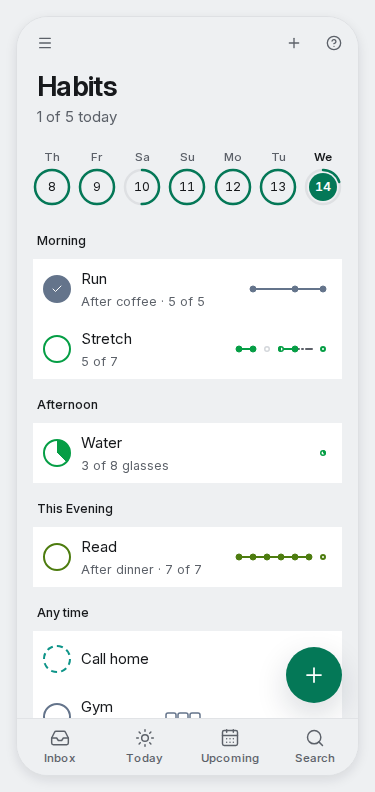 Habits
1 of 5 today
Th Fr Sa Su Mo Tu We
8 9 10 11 12 13 14
Morning
Run
After coffee · 5 of 5
Stretch
5 of 7
Afternoon
Water
3 of 8 glasses
This Evening
Read
After dinner · 7 of 7
Any time
Call home
Gym
Inbox Today Upcoming Search